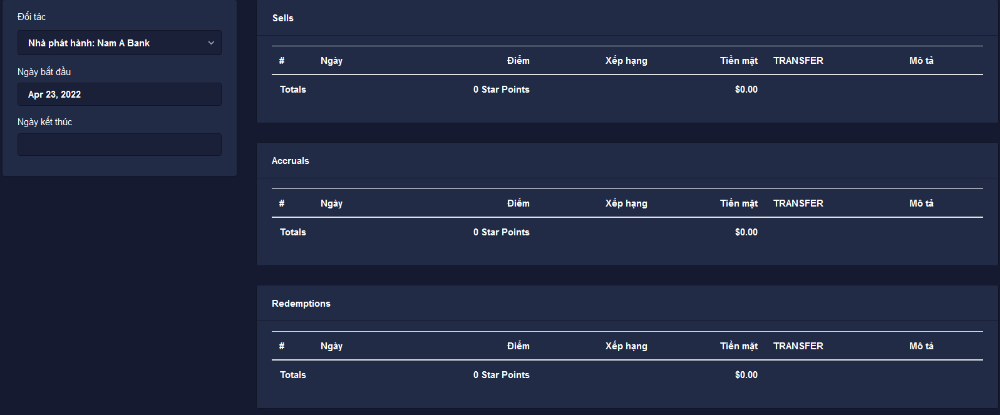 Đối tác
Nhà phát hành: Nam A Bank
Ngày bắt đầu
Apr 23, 2022
Ngày kết thúc
Sells
# Ngày Điểm Xếp hạng Tiền mặt TRANSFER Mô tả
Totals 0 Star Points $0.00
Accruals
# Ngày Điểm Xếp hạng Tiền mặt TRANSFER Mô tả
Totals 0 Star Points $0.00
Redemptions
# Ngày Điểm Xếp hạng Tiền mặt TRANSFER Mô tả
Totals 0 Star Points $0.00